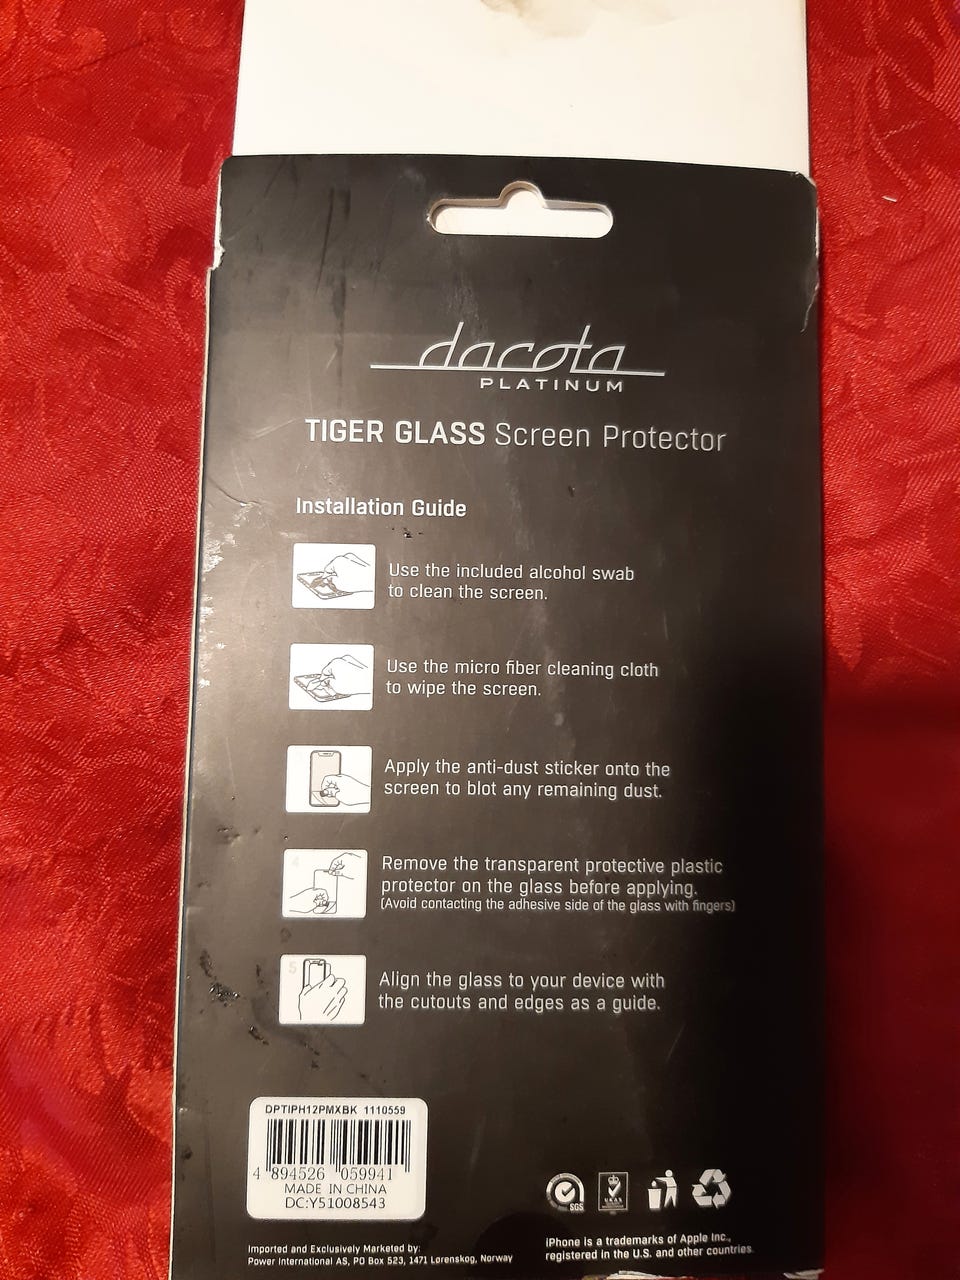 dacota
PLATINUM
TIGER GLASS Screen Protector
Installation Guide
Use the included alcohol swab
to clean the screen.
Use the micro fiber cleaning cloth
to wipe the screen.
Apply the anti-dust sticker onto the
screen to blot any remaining dust.
4
Remove the transparent protective plastic
protector on the glass before applying.
(Avoid contacting the adhesive side of the glass with fingers)
5
Align the glass to your device with
the cutouts and edges as a guide.
DPTIPH12PMXBK 1110559
4 894526 059941
MADE IN CHINA
DC:Y51008543
SGS
UKAS
Imported and Exclusively Marketed by:
Power International AS, PO Box 523, 1471 Lørenskog, Norway
iPhone is a trademarks of Apple Inc.,
registered in the U.S. and other countries.